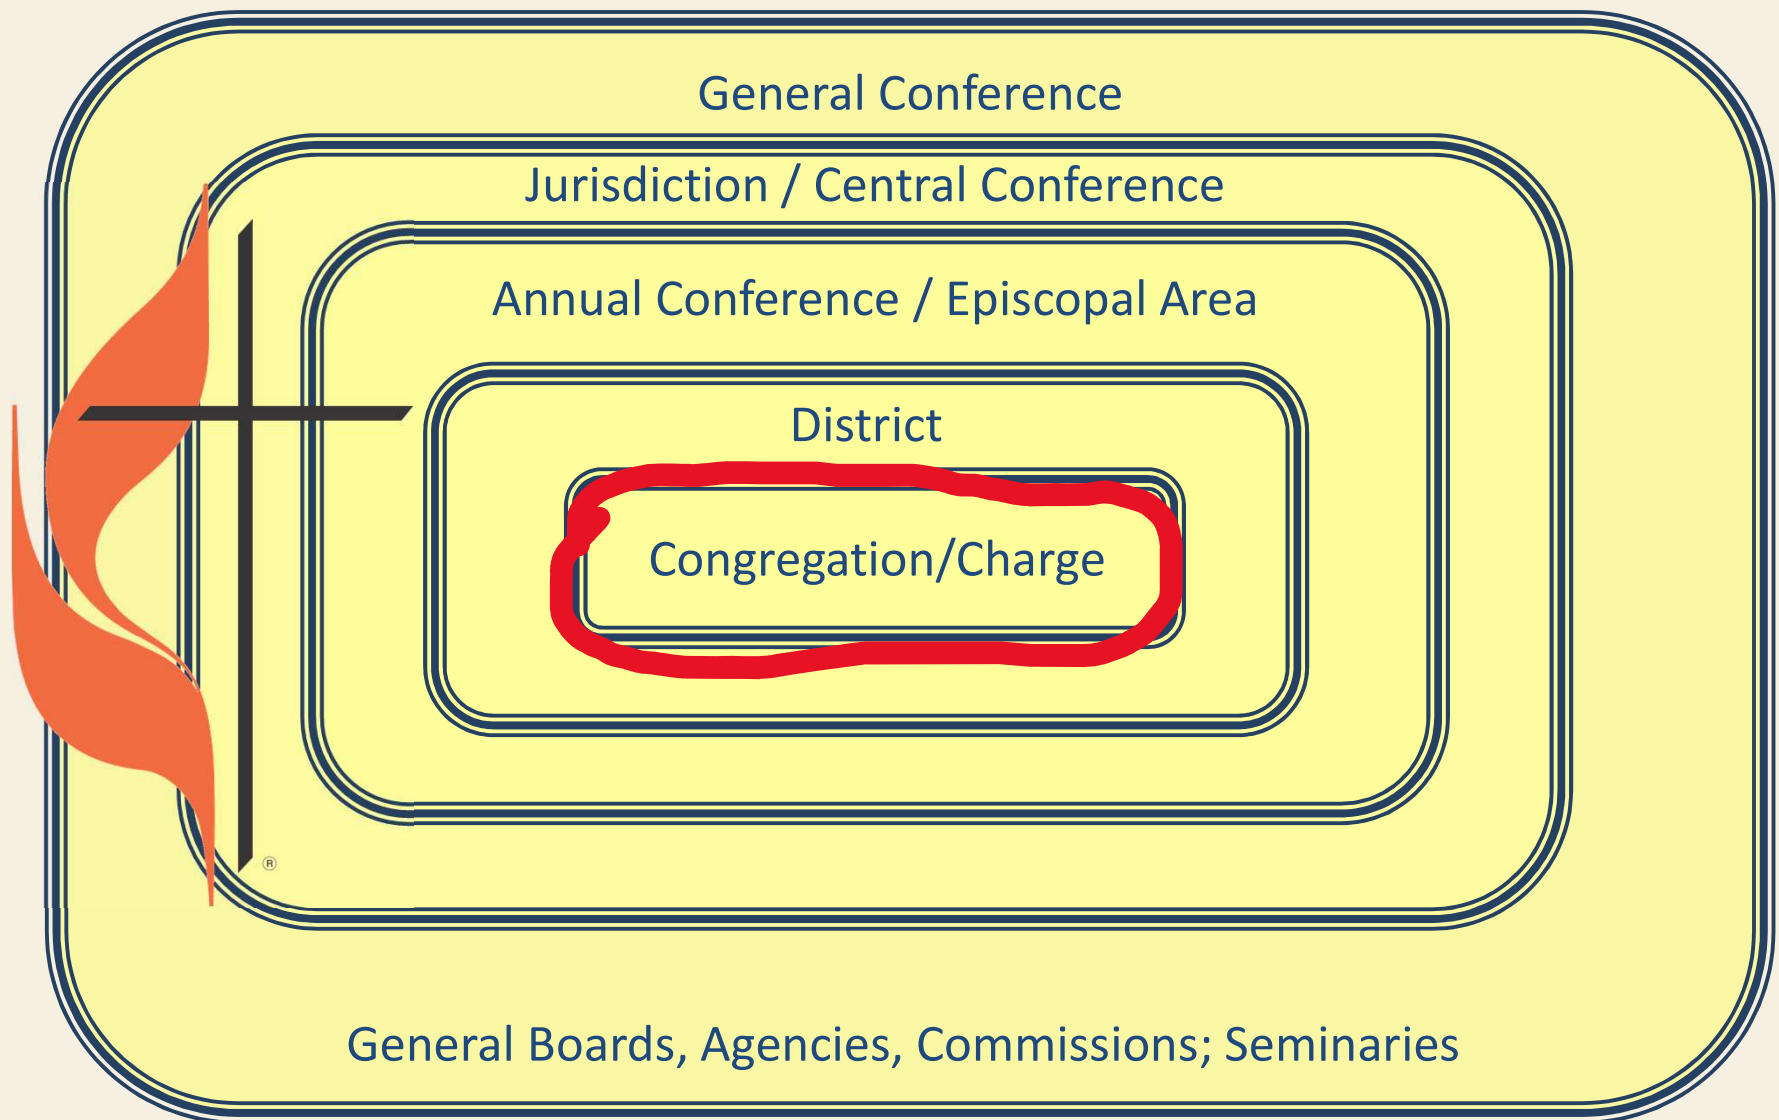 General Conference
Jurisdiction / Central Conference
Annual Conference / Episcopal Area
District
Congregation/Charge
®
General Boards, Agencies, Commissions; Seminaries